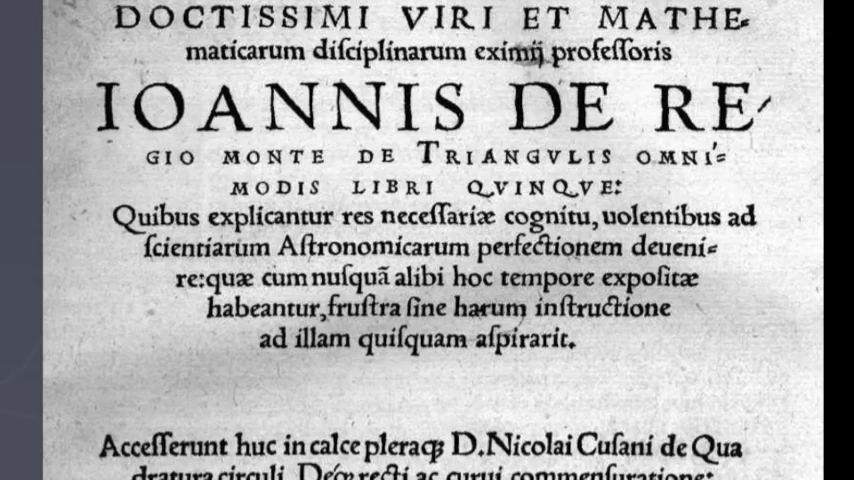 DOCTISSIMI VIRI ET MATHE⸗
maticarum diſciplinarum eximij profeſſoris
IOANNIS DE RE⸗
GIO MONTE DE TRIANGVLIS OMNI⸗
MODIS LIBRI QVINQVE:
Quibus explicantur res neceſſariæ cognitu, uolentibus ad
ſcientiarum Aſtronomicarum perfectionem deueni⸗
re: quæ cum nuſquã alibi hoc tempore expoſitæ
habeantur, fruſtra ſine harum inſtructione
ad illam quiſquam aſpirarit.
Acceſſerunt huc in calce pleraqꝫ D. Nicolai Cuſani de Qua
dratura circuli, Deqꝫ recti ac curui commenſuratione: